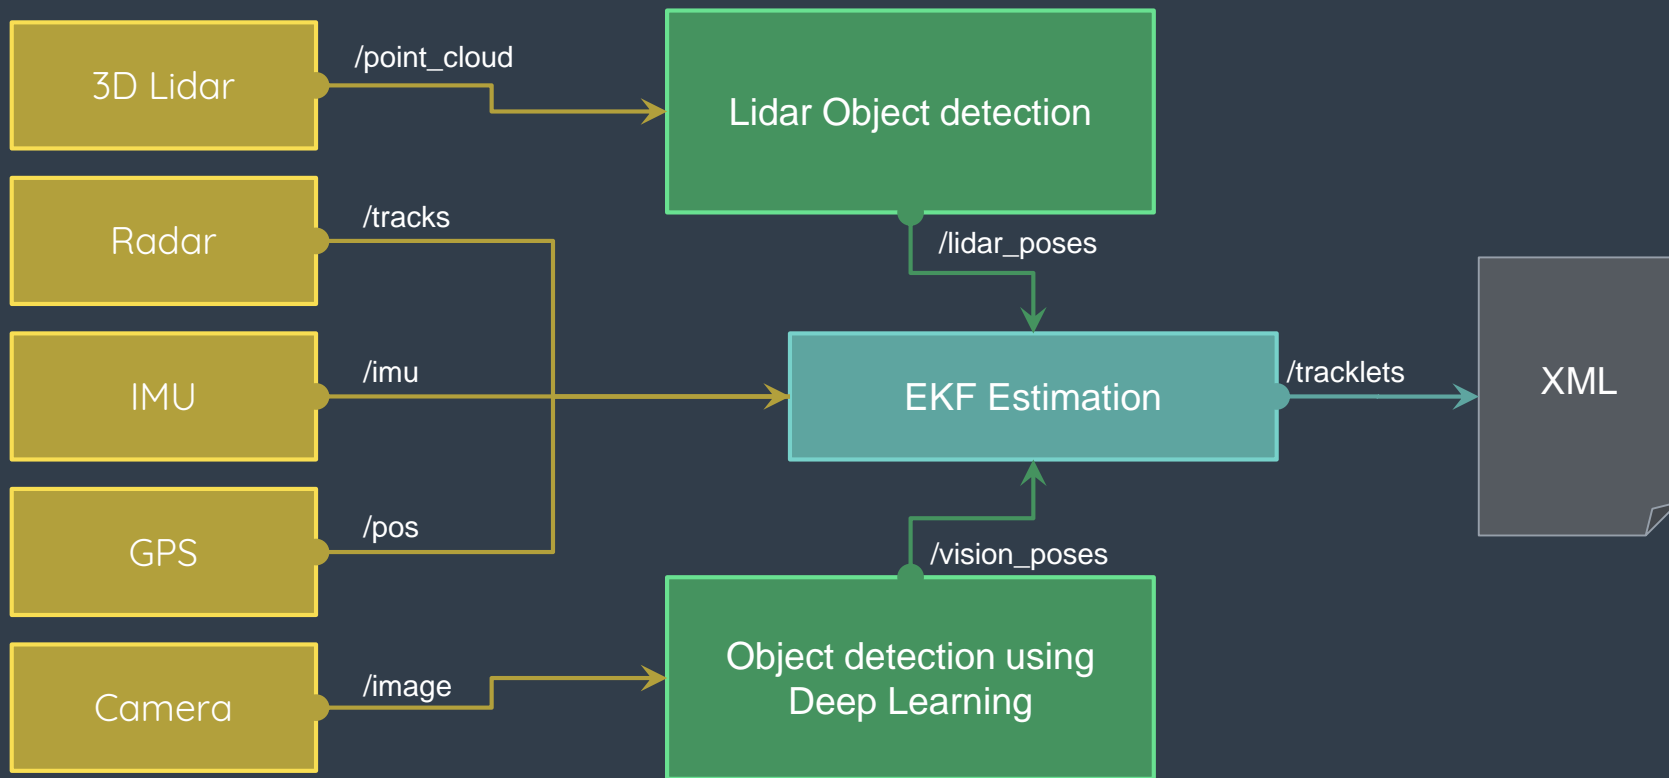 3D Lidar
/point_cloud
Lidar Object detection
Radar
/tracks
/lidar_poses
IMU
/imu
EKF Estimation
/tracklets
XML
GPS
/pos
/vision_poses
Camera
/image
Object detection using
Deep Learning